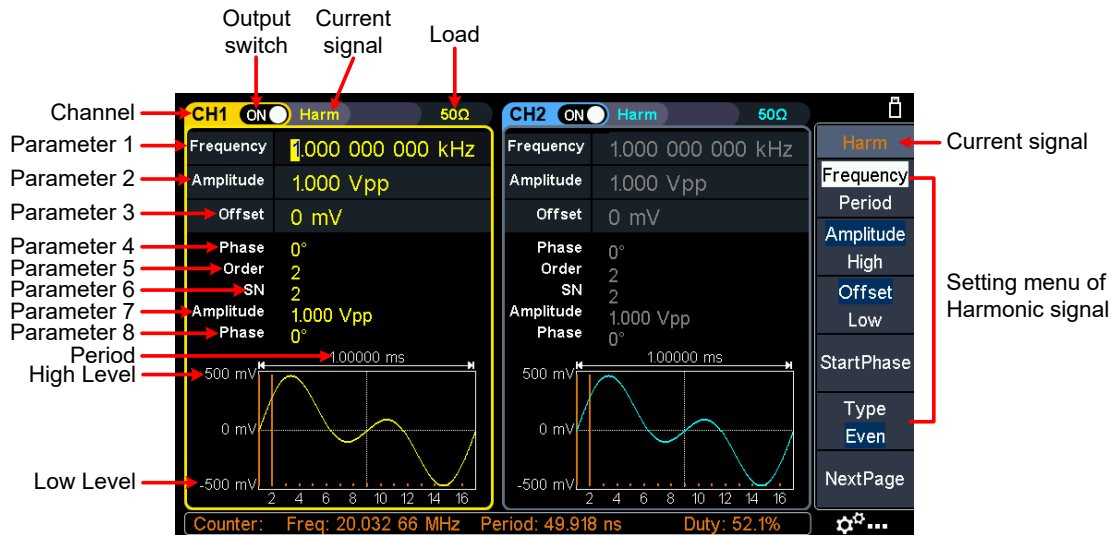 Output
switch
Current
signal
Load
Channel
Parameter 1
Parameter 2
Parameter 3
Parameter 4
Parameter 5
Parameter 6
Parameter 7
Parameter 8
Period
High Level
Low Level
CH1 ON Harm 50Ω
Frequency 1.000 000 000 kHz
Amplitude 1.000 Vpp
Offset 0 mV
Phase 0°
Order 2
SN 2
Amplitude 1.000 Vpp
Phase 0°
1.00000 ms
500 mV
0 mV
-500 mV
2 4 6 8 10 12 14 16
CH2 ON Harm 50Ω
Frequency 1.000 000 000 kHz
Amplitude 1.000 Vpp
Offset 0 mV
Phase 0°
Order 2
SN 2
Amplitude 1.000 Vpp
Phase 0°
1.00000 ms
500 mV
0 mV
-500 mV
2 4 6 8 10 12 14 16
Harm
Frequency
Period
Amplitude
High
Offset
Low
StartPhase
Type
Even
NextPage
Current signal
Setting menu of
Harmonic signal
Counter: Freq: 20.032 66 MHz Period: 49.918 ns Duty: 52.1%